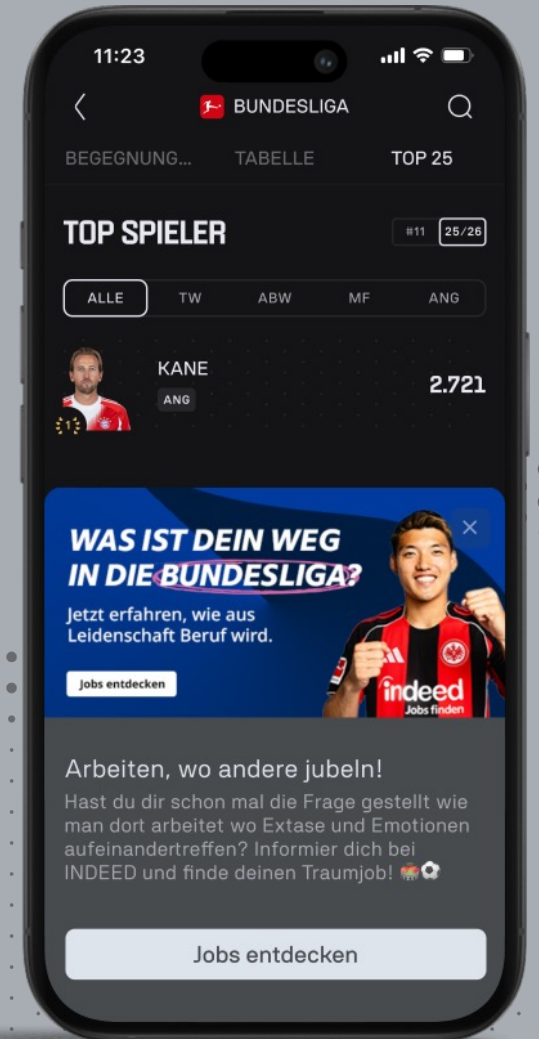 11:23
BUNDESLIGA
BEGEGNUNG... TABELLE TOP 25
TOP SPIELER #11 25/26
ALLE TW ABW MF ANG
KANE
ANG
2.721
1
WAS IST DEIN WEG
IN DIE BUNDESLIGA?
Jetzt erfahren, wie aus
Leidenschaft Beruf wird.
Jobs entdecken
indeed
Jobs finden
Arbeiten, wo andere jubeln!
Hast du dir schon mal die Frage gestellt wie
man dort arbeitet wo Extase und Emotionen
aufeinandertreffen? Informier dich bei
INDEED und finde deinen Traumjob! 🏟️⚽
Jobs entdecken